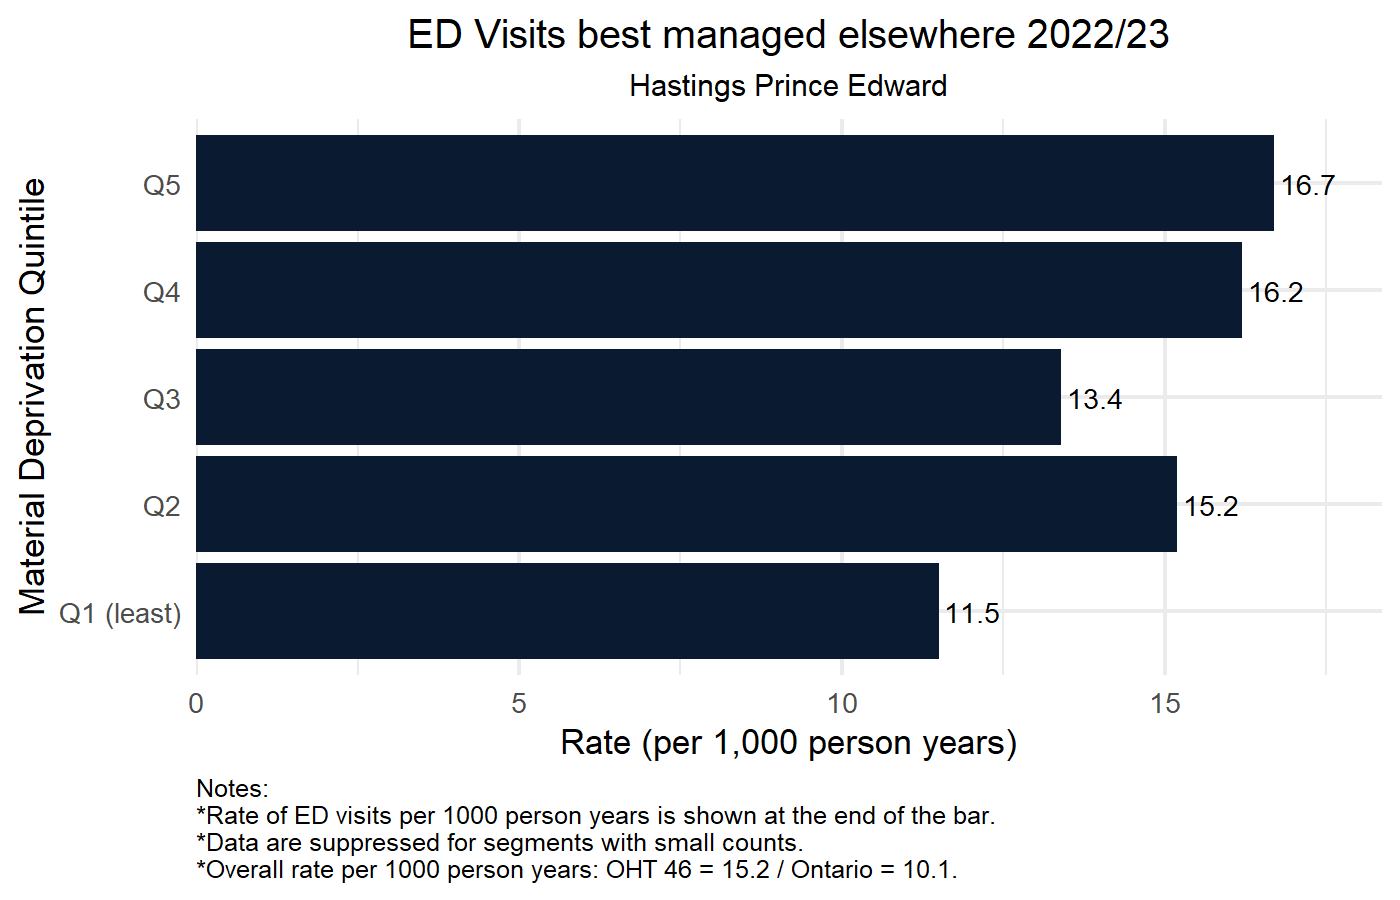 ED Visits best managed elsewhere 2022/23
Hastings Prince Edward
Material Deprivation Quintile
Q5
16.7
Q4
16.2
Q3
13.4
Q2
15.2
Q1 (least)
11.5
0
5
10
15
Rate (per 1,000 person years)
Notes:
*Rate of ED visits per 1000 person years is shown at the end of the bar.
*Data are suppressed for segments with small counts.
*Overall rate per 1000 person years: OHT 46 = 15.2 / Ontario = 10.1.